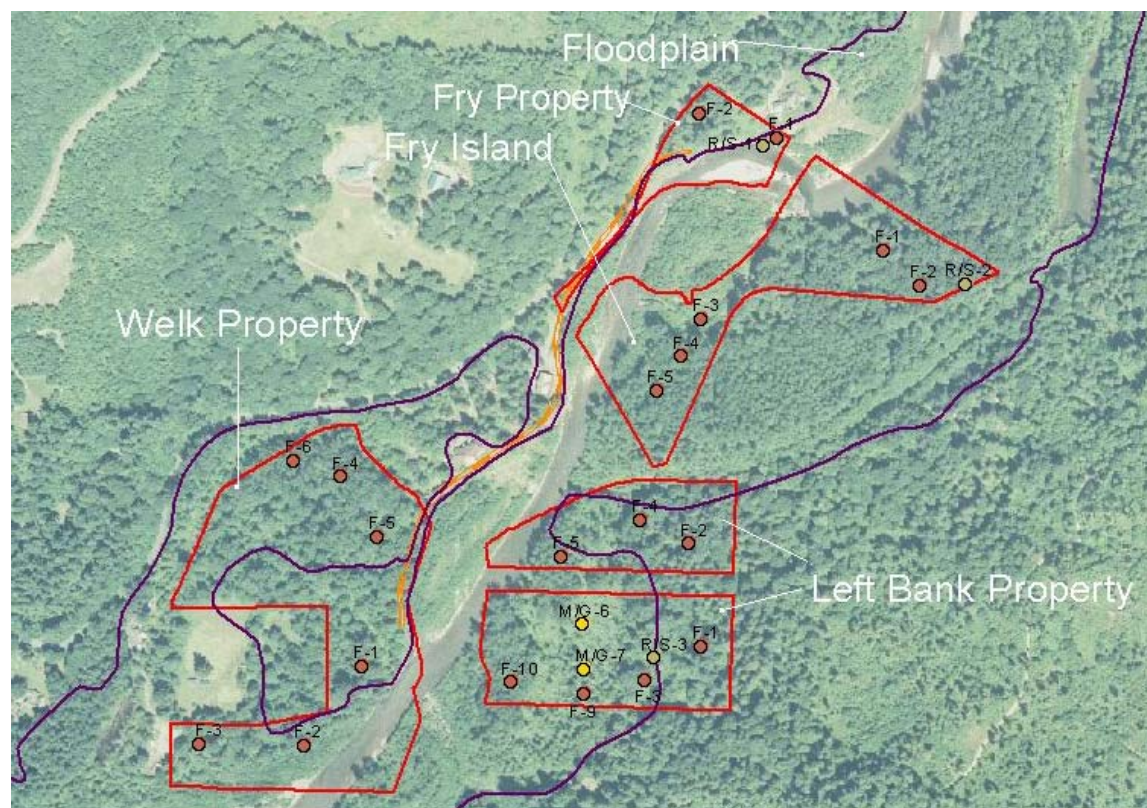 Floodplain
Fry Property
F-2
F-1
R/S-1
Fry Island
F-1
F-2
R/S-2
F-3
F-4
F-5
Welk Property
F-6
F-4
F-5
F-4
F-2
F-5
Left Bank Property
M/G-6
F-1
R/S-3
F-1
M/G-7
F-10
F-3
F-9
F-3
F-2